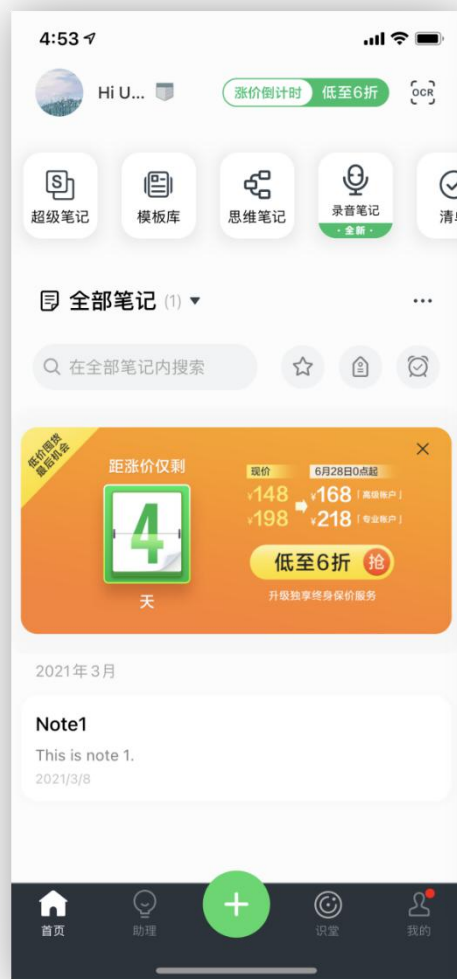 4:53
Hi U...
涨价倒计时 低至6折
OCR
超级笔记
模板库
思维笔记
录音笔记
·全新·
清单
全部笔记 (1)
在全部笔记内搜索
低价囤货
最后机会
距涨价仅剩
4
天
现价 6月28日0点起
¥148 ¥168「高级账户」
¥198 ¥218「专业账户」
低至6折 抢
升级独享终身保价服务
2021年3月
Note1
This is note 1.
2021/3/8
首页
助理
识堂
我的